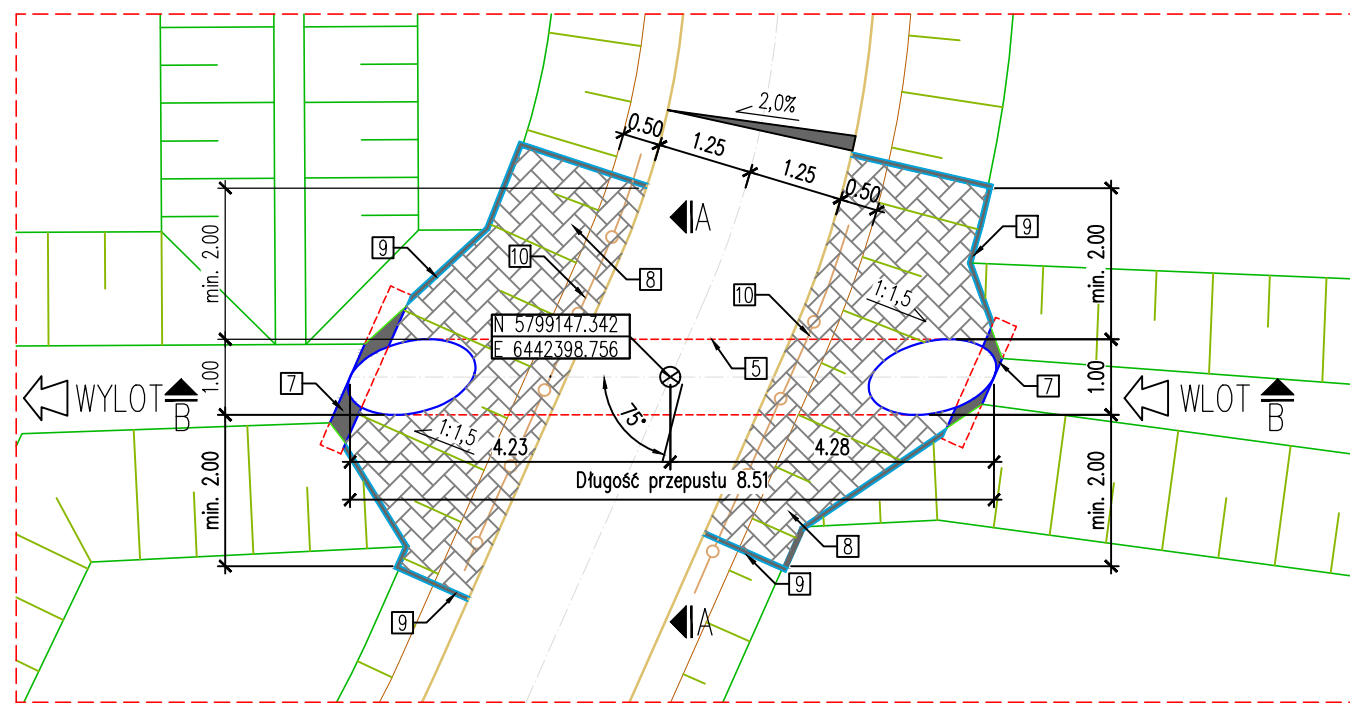 2,0%
0.50
1.25
1.25
0.50
A
min. 2.00
min. 2.00
9
9
10
8
10
1:1,5
N 5799147.342
E 6442398.756
5
7
7
1.00
1.00
WYLOT
B
WLOT
B
75°
1:1,5
4.23
4.28
Długość przepustu 8.51
min. 2.00
min. 2.00
8
9
9
A